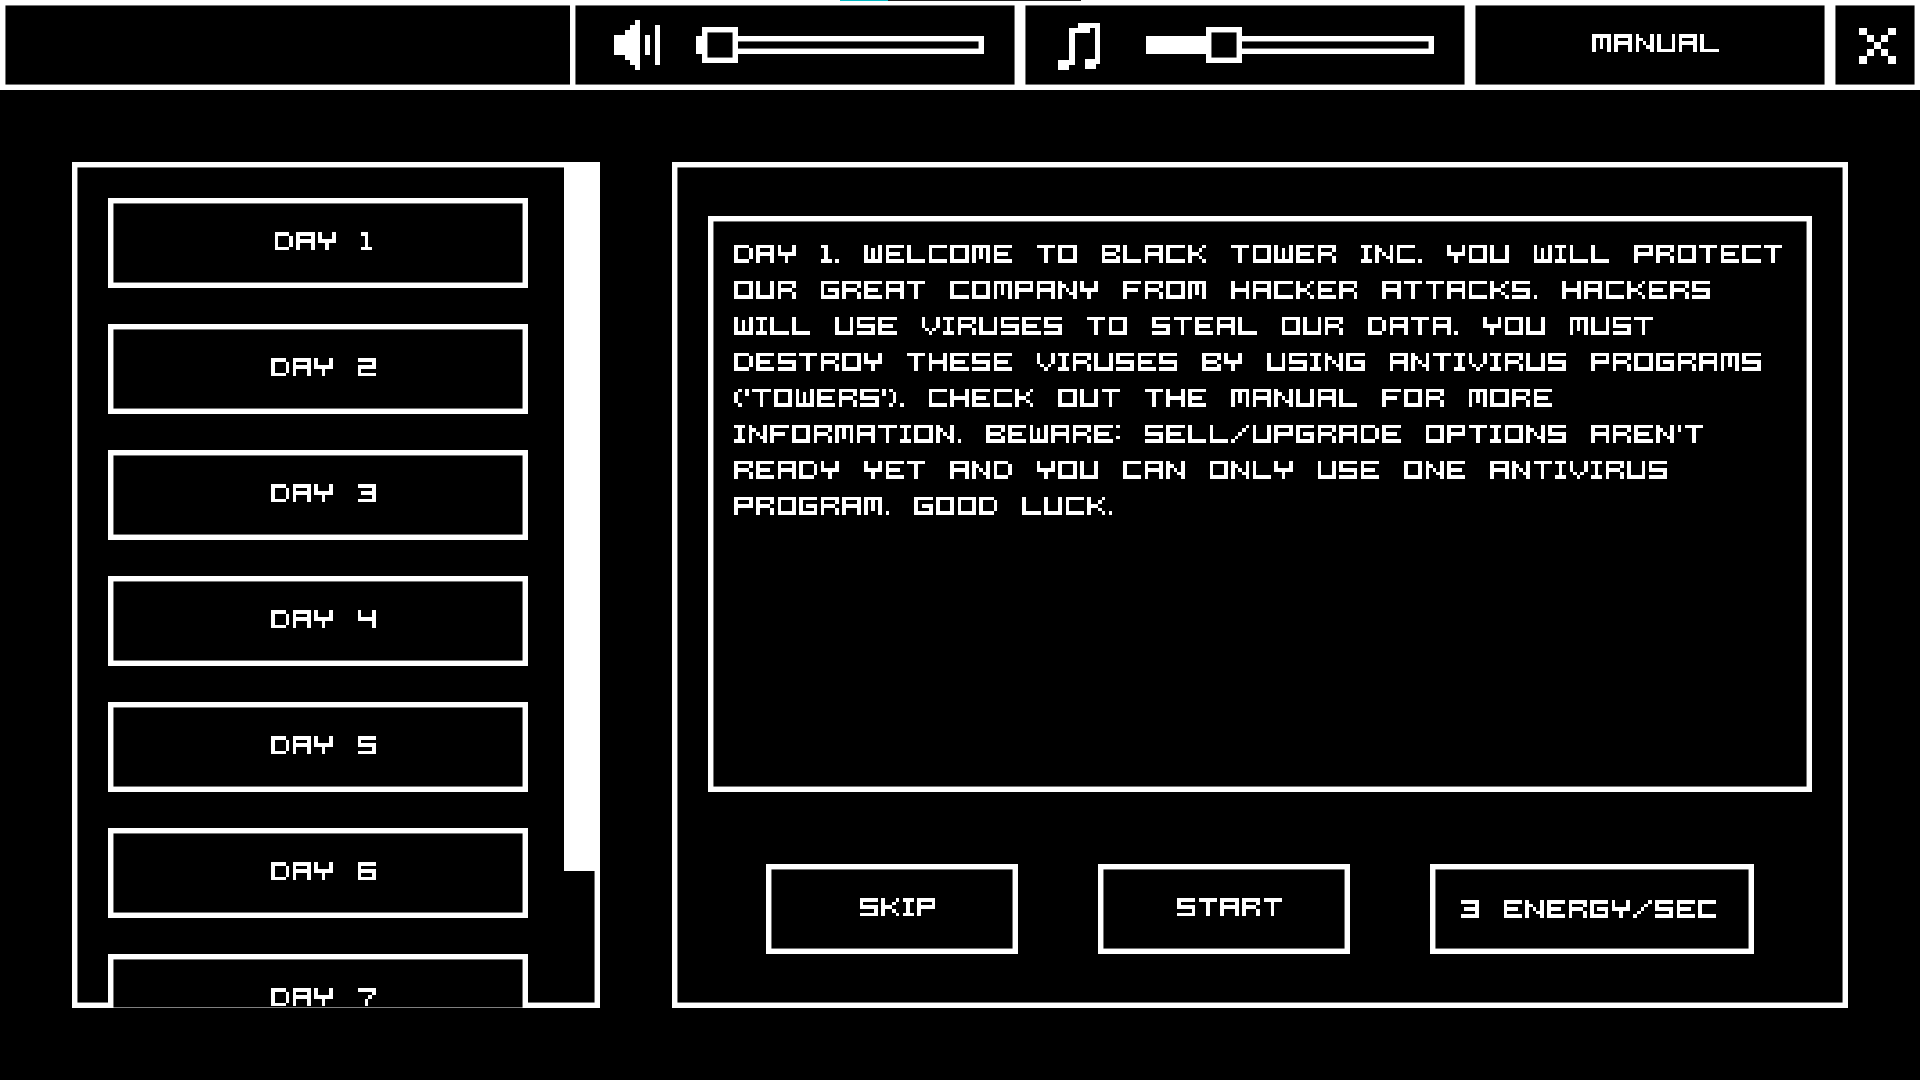 MANUAL
DAY 1
DAY 2
DAY 3
DAY 4
DAY 5
DAY 6
DAY 7
DAY 1. WELCOME TO BLACK TOWER INC. YOU WILL PROTECT
OUR GREAT COMPANY FROM HACKER ATTACKS. HACKERS
WILL USE VIRUSES TO STEAL OUR DATA. YOU MUST
DESTROY THESE VIRUSES BY USING ANTIVIRUS PROGRAMS
("TOWERS"). CHECK OUT THE MANUAL FOR MORE
INFORMATION. BEWARE: SELL/UPGRADE OPTIONS AREN'T
READY YET AND YOU CAN ONLY USE ONE ANTIVIRUS
PROGRAM. GOOD LUCK.
SKIP
START
3 ENERGY/SEC